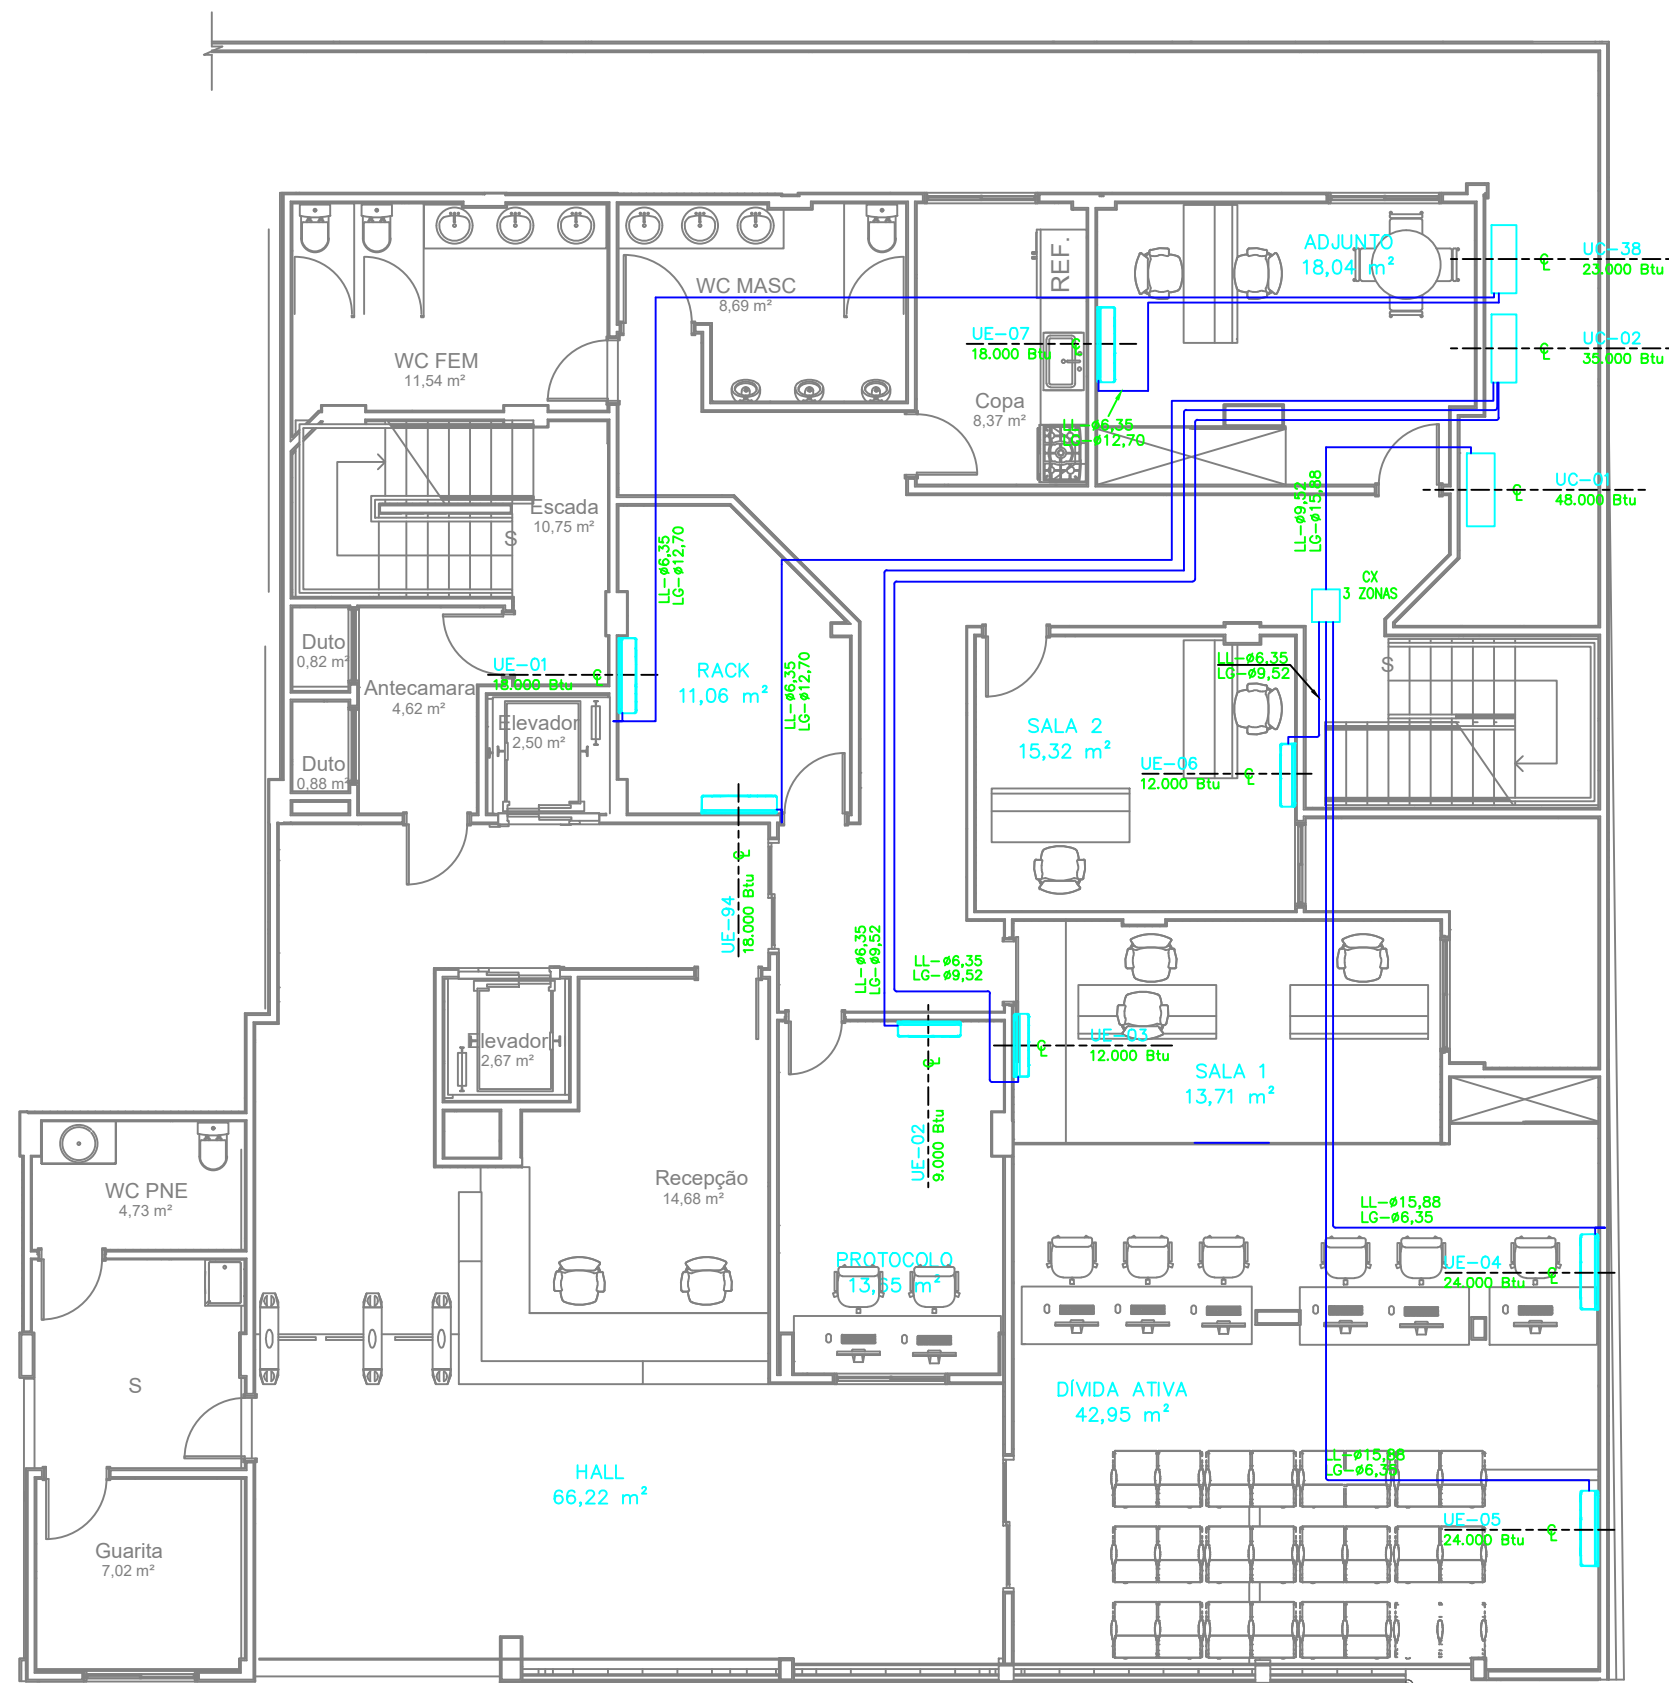 ADJUNTO
18,04 m²
UC-38
23.000 Btu
REF.
WC MASC
8,69 m²
UE-07
18.000 Btu
UC-02
35.000 Btu
WC FEM
11,54 m²
Copa
8,37 m²
LL-ø6,35
LG-ø12,70
UC-01
48.000 Btu
LL-ø9,52
LG-ø15,88
Escada
10,75 m²
S
LL-ø6,35
LG-ø12,70
CX
3 ZONAS
Duto
0,82 m²
UE-01
18.000 Btu
Antecamara
4,62 m²
RACK
11,06 m²
LL-ø6,35
LG-ø12,70
LL-ø6,35
LG-ø9,52
S
Elevador
2,50 m²
SALA 2
15,32 m²
Duto
0,88 m²
UE-06
12.000 Btu
UE-94
18.000 Btu
LL-ø6,35
LG-ø9,52
LL-ø6,35
LG-ø9,52
Elevador
2,67 m²
UE-03
12.000 Btu
SALA 1
13,71 m²
UE-02
9.000 Btu
WC PNE
4,73 m²
Recepção
14,68 m²
LL-ø15,88
LG-ø6,35
PROTOCOLO
13,65 m²
UE-04
24.000 Btu
S
DÍVIDA ATIVA
42,95 m²
HALL
66,22 m²
LL-ø15,88
LG-ø6,35
UE-05
24.000 Btu
Guarita
7,02 m²